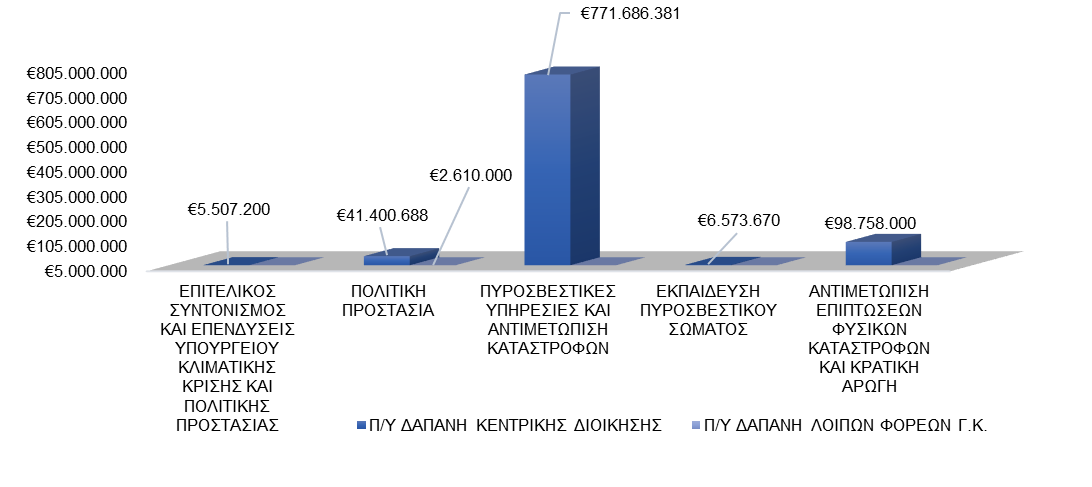 €771.686.381
€805.000.000
€705.000.000
€605.000.000
€505.000.000
€405.000.000
€305.000.000
€205.000.000
€105.000.000
€5.000.000
€5.507.200
€41.400.688
€2.610.000
€6.573.670
€98.758.000
ΕΠΙΤΕΛΙΚΟΣ
ΣΥΝΤΟΝΙΣΜΟΣ
ΚΑΙ ΕΠΕΝΔΥΣΕΙΣ
ΥΠΟΥΡΓΕΙΟΥ
ΚΛΙΜΑΤΙΚΗΣ
ΚΡΙΣΗΣ ΚΑΙ
ΠΟΛΙΤΙΚΗΣ
ΠΡΟΣΤΑΣΙΑΣ
ΠΟΛΙΤΙΚΗ
ΠΡΟΣΤΑΣΙΑ
ΠΥΡΟΣΒΕΣΤΙΚΕΣ
ΥΠΗΡΕΣΙΕΣ ΚΑΙ
ΑΝΤΙΜΕΤΩΠΙΣΗ
ΚΑΤΑΣΤΡΟΦΩΝ
ΕΚΠΑΙΔΕΥΣΗ
ΠΥΡΟΣΒΕΣΤΙΚΟΥ
ΣΩΜΑΤΟΣ
ΑΝΤΙΜΕΤΩΠΙΣΗ
ΕΠΙΠΤΩΣΕΩΝ
ΦΥΣΙΚΩΝ
ΚΑΤΑΣΤΡΟΦΩΝ
ΚΑΙ ΚΡΑΤΙΚΗ
ΑΡΩΓΗ
Π/Υ ΔΑΠΑΝΗ ΚΕΝΤΡΙΚΗΣ ΔΙΟΙΚΗΣΗΣ
Π/Υ ΔΑΠΑΝΗ ΛΟΙΠΩΝ ΦΟΡΕΩΝ Γ.Κ.